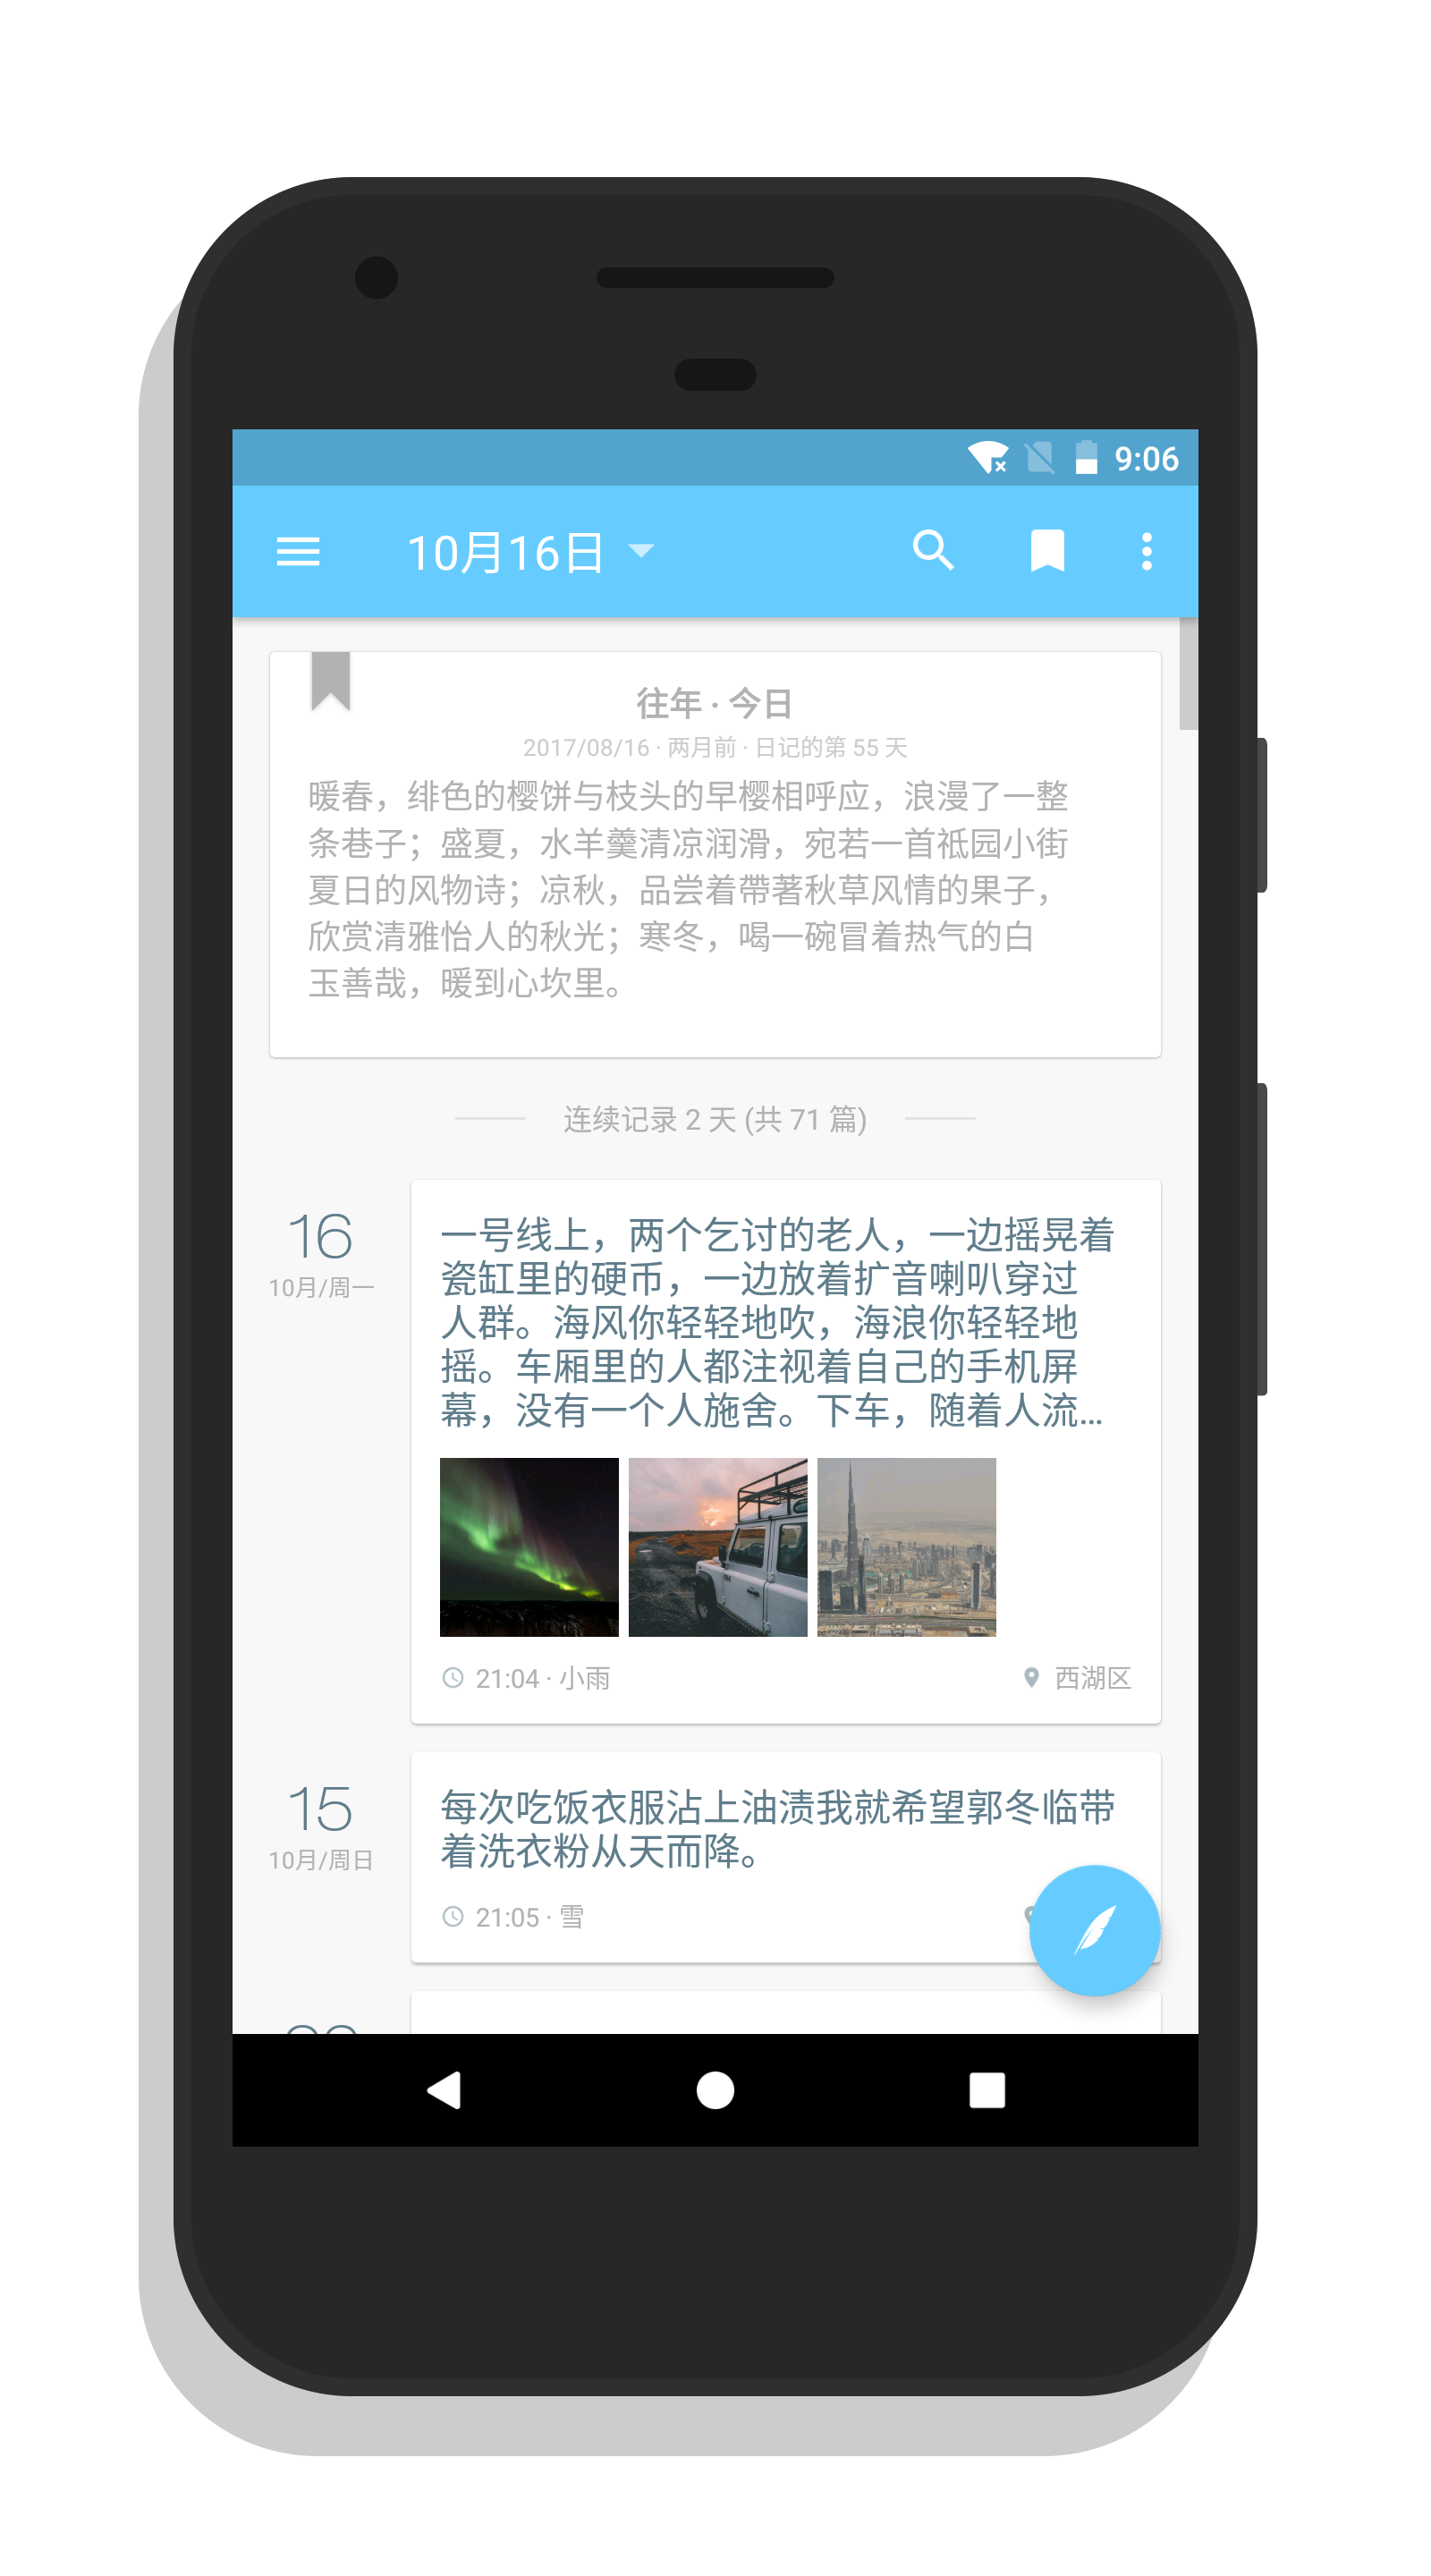 9:06
10月16日
往年 · 今日
2017/08/16 · 两月前 · 日记的第 55 天
暖春，绯色的樱饼与枝头的早樱相呼应，浪漫了一整
条巷子；盛夏，水羊羹清凉润滑，宛若一首祇园小街
夏日的风物诗；凉秋，品尝着帶著秋草风情的果子，
欣赏清雅怡人的秋光；寒冬，喝一碗冒着热气的白
玉善哉，暖到心坎里。
连续记录 2 天 (共 71 篇)
16
10月/周一
一号线上，两个乞讨的老人，一边摇晃着
瓷缸里的硬币，一边放着扩音喇叭穿过
人群。海风你轻轻地吹，海浪你轻轻地
摇。车厢里的人都注视着自己的手机屏
幕，没有一个人施舍。下车，随着人流…
21:04 · 小雨
西湖区
15
10月/周日
每次吃饭衣服沾上油渍我就希望郭冬临带
着洗衣粉从天而降。
21:05 · 雪